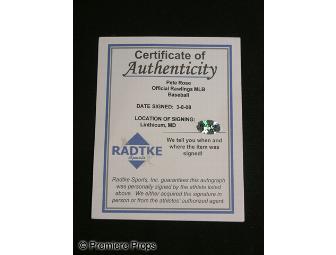 Certificate of
Authenticity
Pete Rose
Official Rawlings MLB
Baseball
DATE SIGNED: 3-8-08
LOCATION OF SIGNING:
Linthicum, MD
We tell you when and
where the item was
signed!
RADTKE
sports
Radtke Sports, Inc. guarantees this autograph
was personally signed by the athlete listed
above. We either acquired the signature in
person or from the athletes' authorized agent.
© Premiere Props